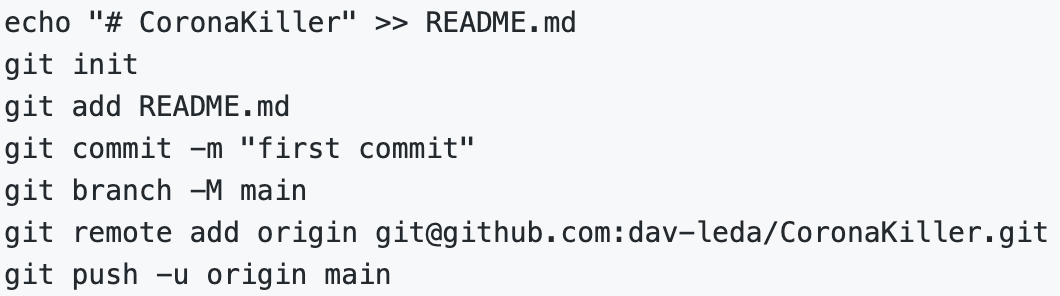 echo "# CoronaKiller" >> README.md
git init
git add README.md
git commit -m "first commit"
git branch -M main
git remote add origin git@github.com:dav-leda/CoronaKiller.git
git push -u origin main